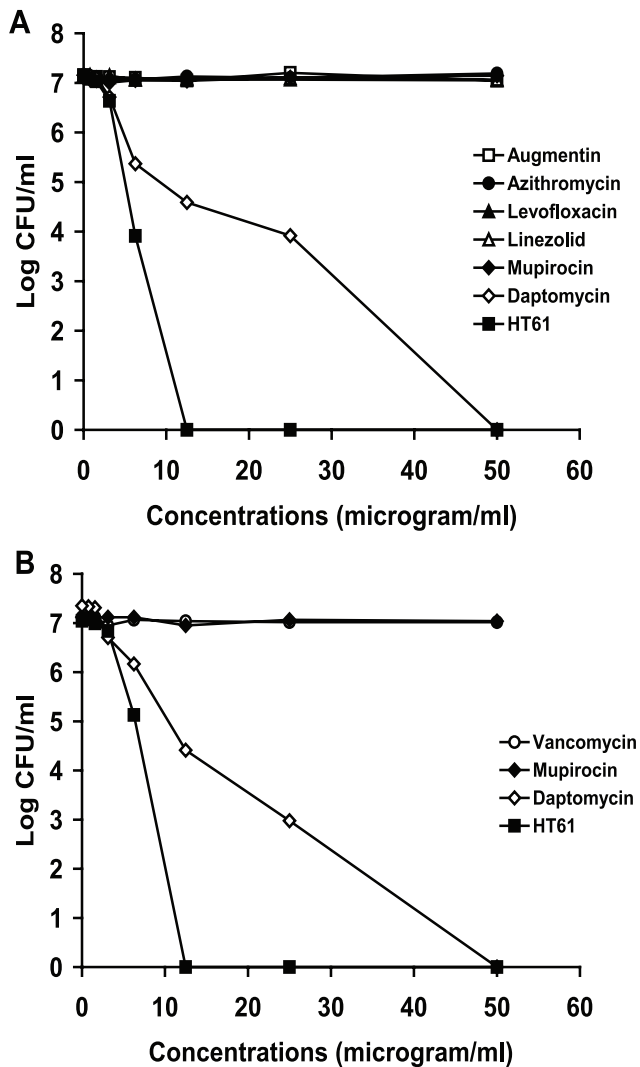 A
8
7
6
5
4
3
2
1
0
Log CFU/ml
0 10 20 30 40 50 60
Concentrations (microgram/ml)
Augmentin
Azithromycin
Levofloxacin
Linezolid
Mupirocin
Daptomycin
HT61
B
8
7
6
5
4
3
2
1
0
Log CFU/ml
0 10 20 30 40 50 60
Concentrations (microgram/ml)
Vancomycin
Mupirocin
Daptomycin
HT61